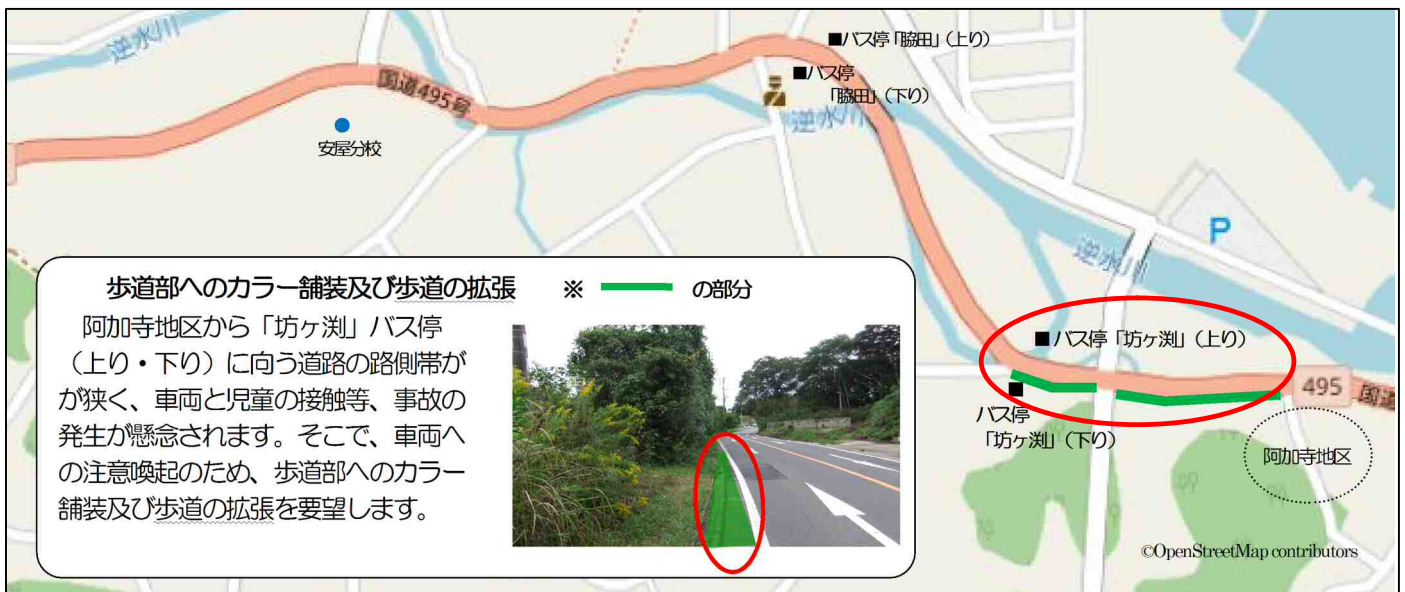 逆水川
国道495号
安屋分校
■バス停「脇田」（上り）
■バス停
「脇田」（下り）
逆水川
P
逆水川
■ バス停「坊ヶ渕」（上り）
■
バス停
「坊ヶ渕」（下り）
495
国道
阿加寺地区
歩道部へのカラー舗装及び歩道の拡張 ※ の部分
阿加寺地区から「坊ヶ渕」バス停
（上り・下り）に向う道路の路側帯が
が狭く、車両と児童の接触等、事故の
発生が懸念されます。そこで、車両へ
の注意喚起のため、歩道部へのカラー
舗装及び歩道の拡張を要望します。
©OpenStreetMap contributors